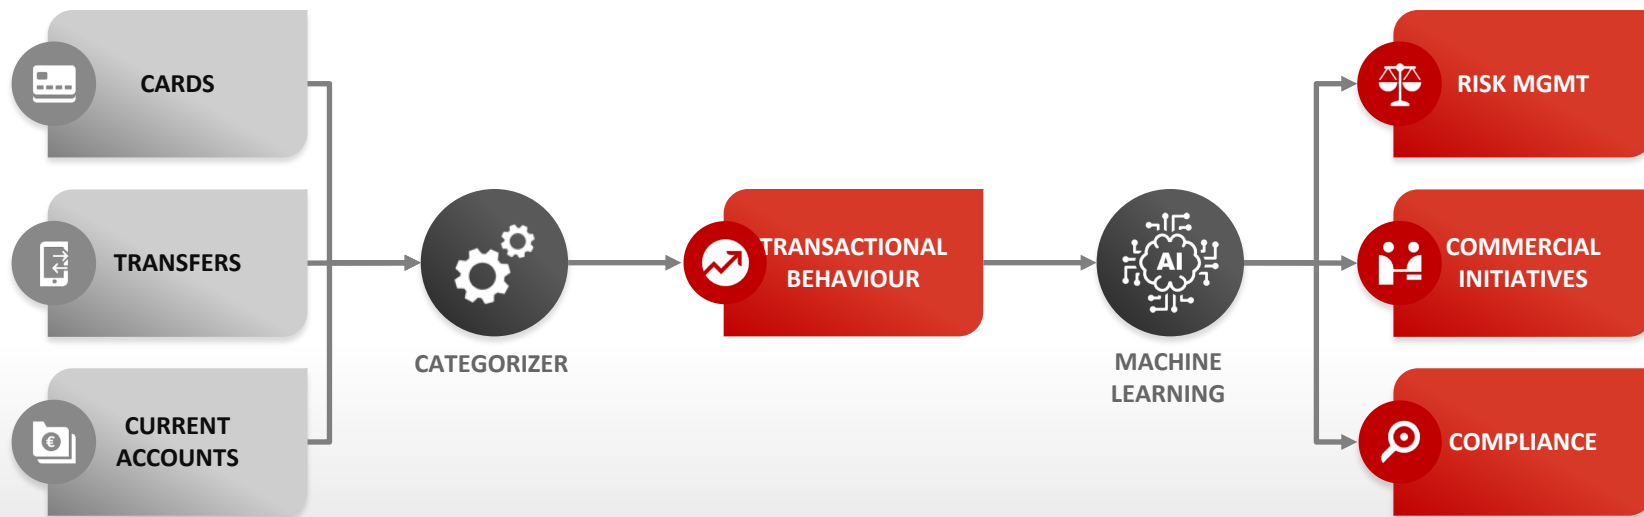 CARDS
TRANSFERS
CURRENT
ACCOUNTS
CATEGORIZER
TRANSACTIONAL
BEHAVIOUR
AI
MACHINE
LEARNING
RISK MGMT
COMMERCIAL
INITIATIVES
COMPLIANCE
€